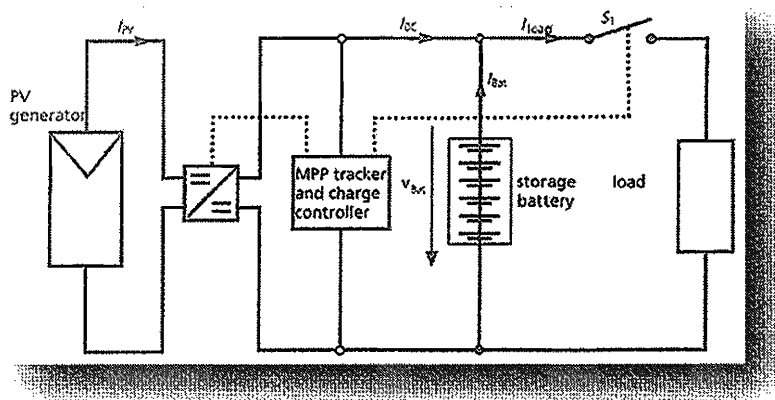 I_PV
I_DC
I_load
S_1
PV
generator
I_Bat
MPP tracker
and charge
controller
V_Bat
storage
battery
load